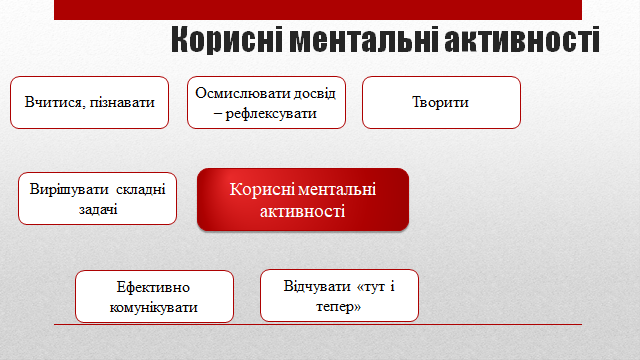 Корисні ментальні активності
Вчитися, пізнавати
Осмислювати досвід
– рефлексувати
Творити
Вирішувати складні
задачі
Корисні ментальні
активності
Ефективно
комунікувати
Відчувати «тут і
тепер»